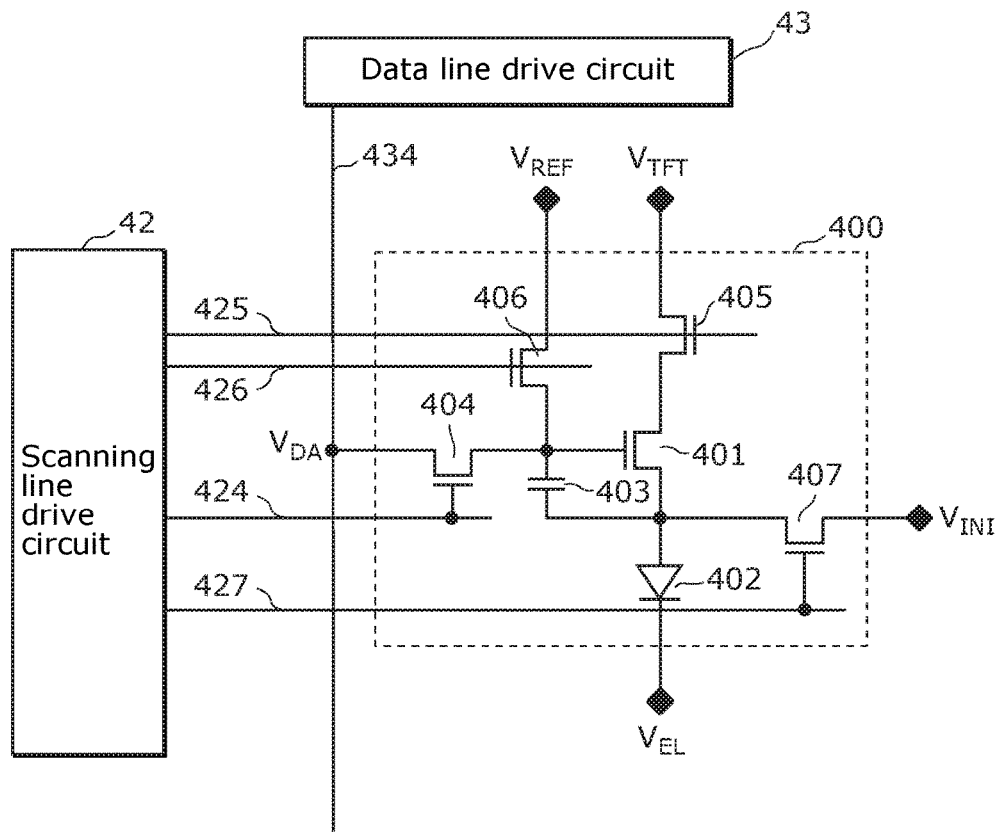 43
Data line drive circuit
434
V_REF
V_TFT
42
400
425
406
405
426
404
V_DA
401
403
407
Scanning
line
drive
circuit
424
V_INI
402
427
V_EL